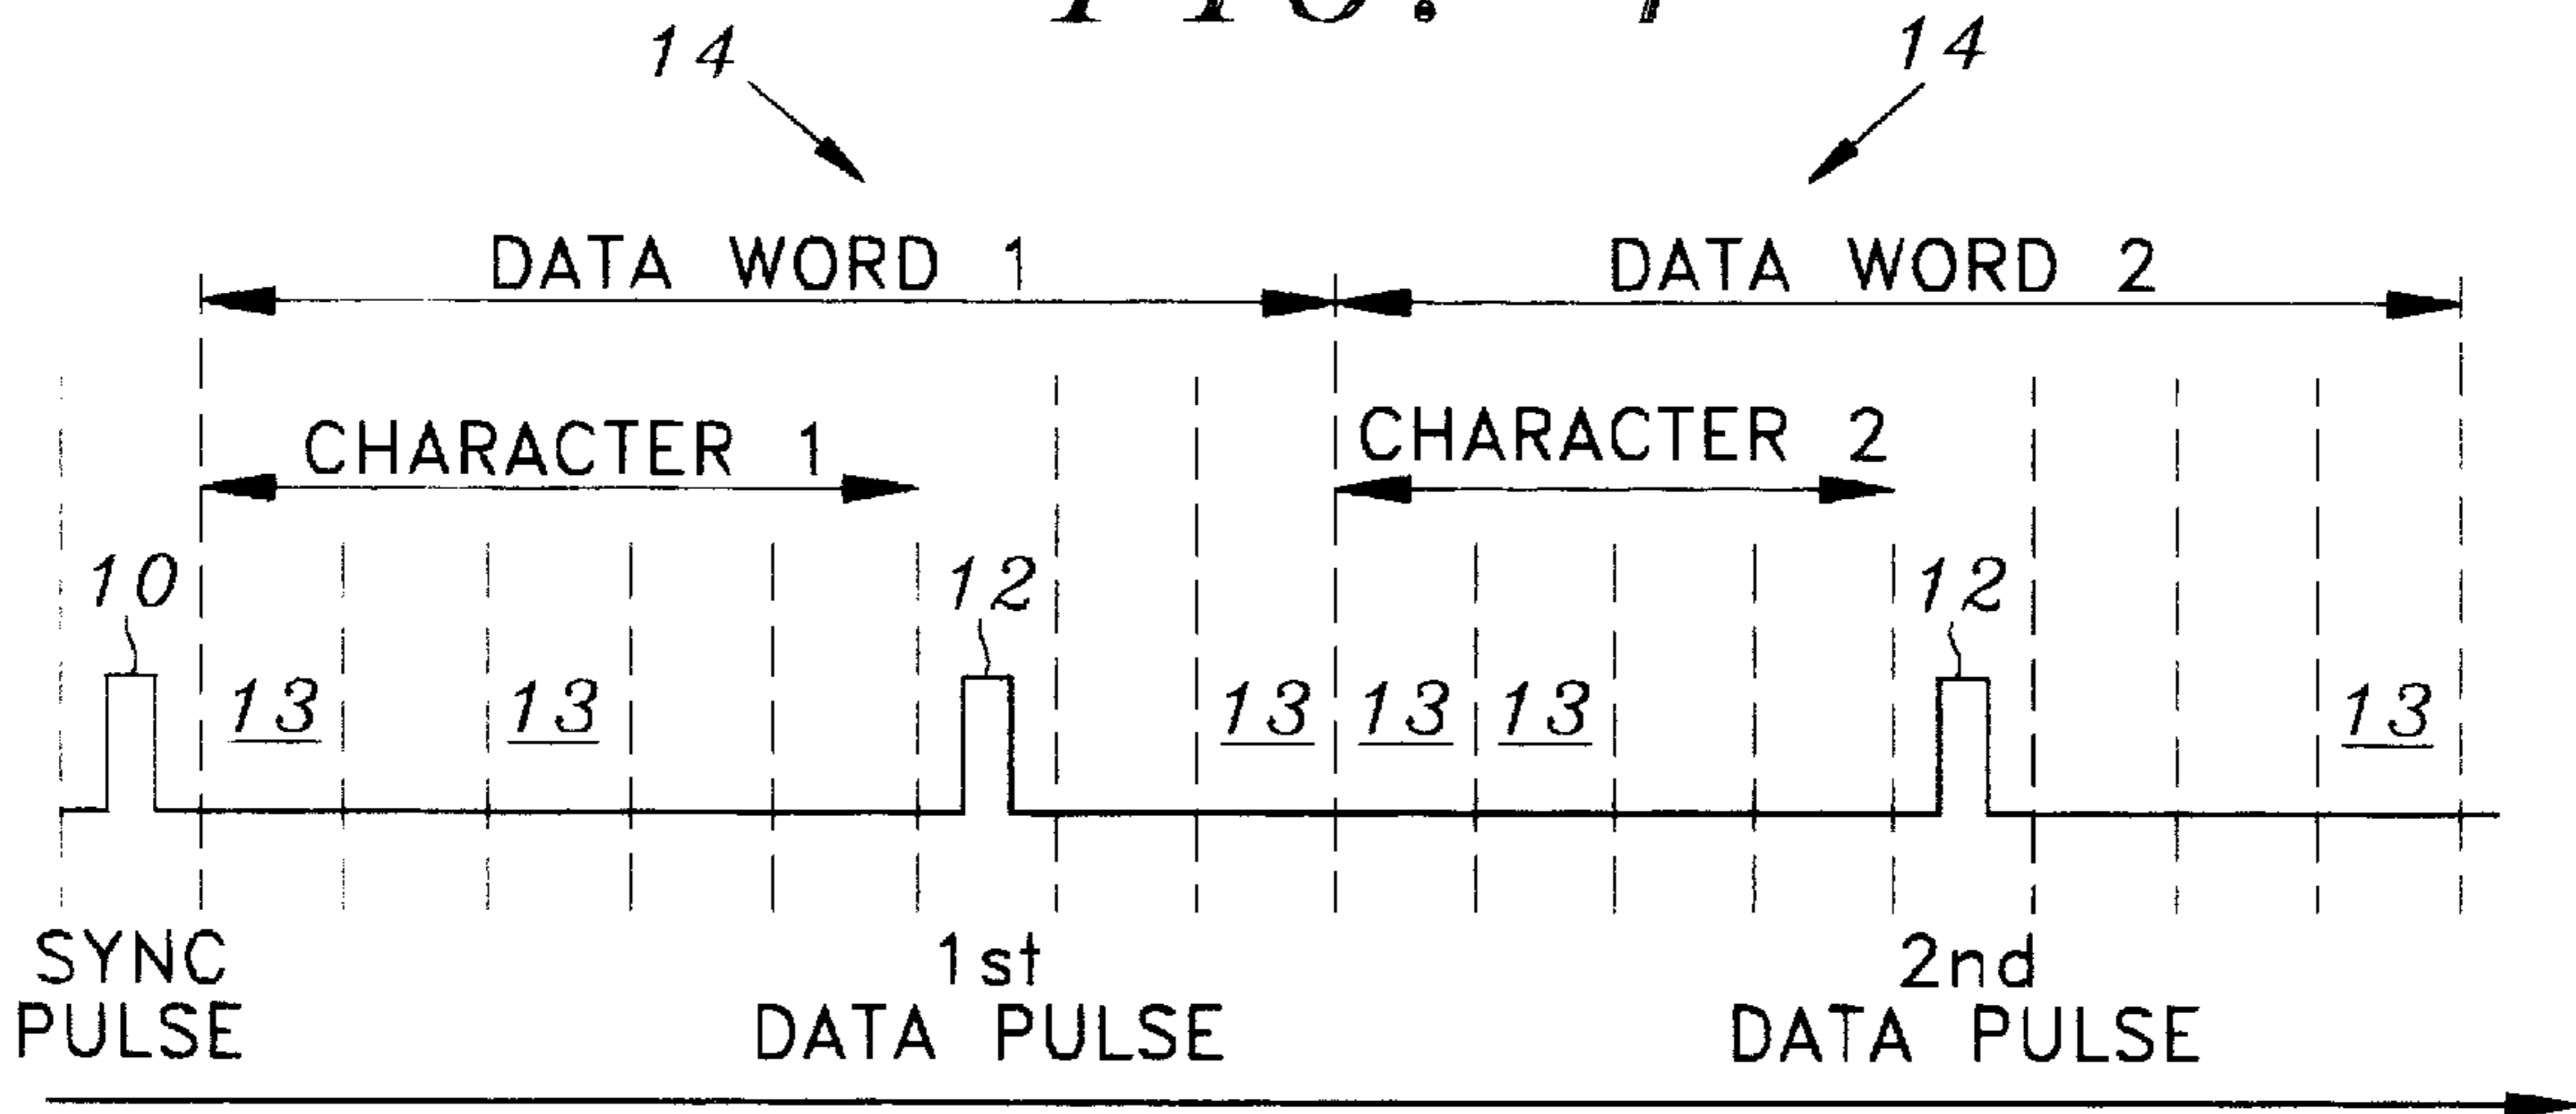 14 14
DATA WORD 1 DATA WORD 2
CHARACTER 1 CHARACTER 2
10 12 12
13 13 13 13 13 13
SYNC PULSE
1st DATA PULSE
2nd DATA PULSE